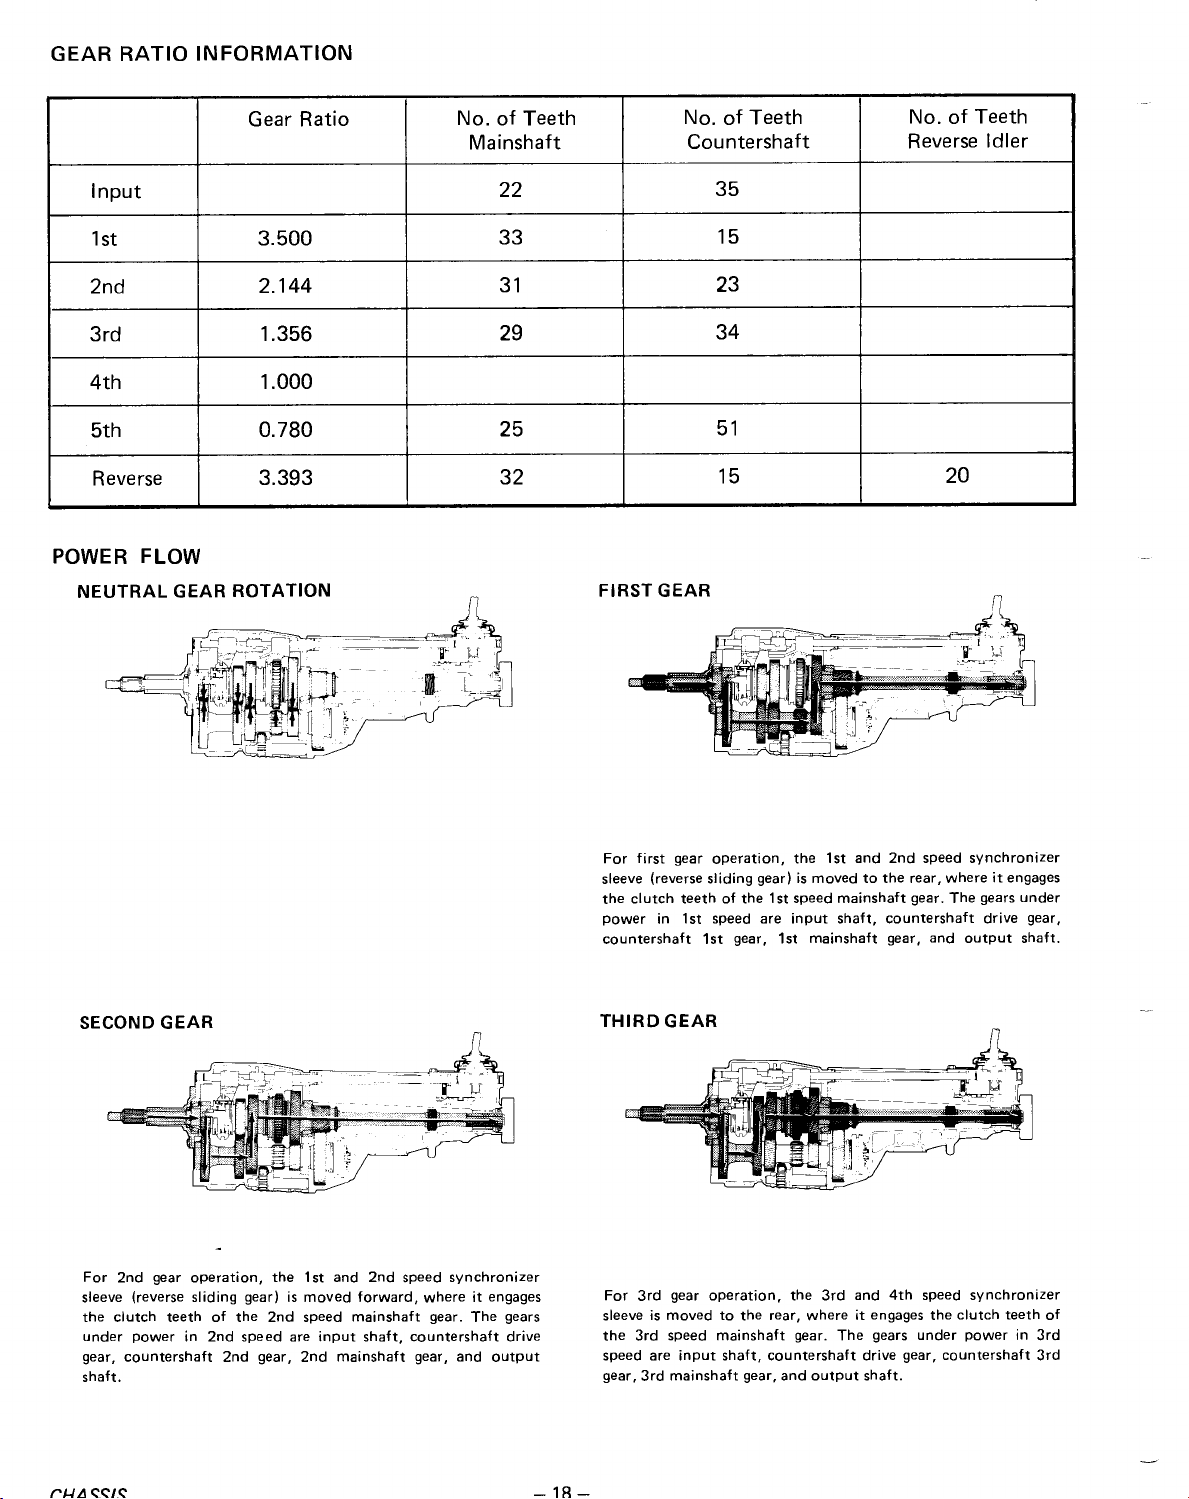 GEAR RATIO INFORMATION
Gear Ratio No. of Teeth Mainshaft No. of Teeth Countershaft No. of Teeth Reverse Idler
Input 22 35
1st 3.500 33 15
2nd 2.144 31 23
3rd 1.356 29 34
4th 1.000
5th 0.780 25 51
Reverse 3.393 32 15 20
POWER FLOW
NEUTRAL GEAR ROTATION
FIRST GEAR
For first gear operation, the 1st and 2nd speed synchronizer
sleeve (reverse sliding gear) is moved to the rear, where it engages
the clutch teeth of the 1st speed mainshaft gear. The gears under
power in 1st speed are input shaft, countershaft drive gear,
countershaft 1st gear, 1st mainshaft gear, and output shaft.
SECOND GEAR
For 2nd gear operation, the 1st and 2nd speed synchronizer
sleeve (reverse sliding gear) is moved forward, where it engages
the clutch teeth of the 2nd speed mainshaft gear. The gears
under power in 2nd speed are input shaft, countershaft drive
gear, countershaft 2nd gear, 2nd mainshaft gear, and output
shaft.
THIRD GEAR
For 3rd gear operation, the 3rd and 4th speed synchronizer
sleeve is moved to the rear, where it engages the clutch teeth of
the 3rd speed mainshaft gear. The gears under power in 3rd
speed are input shaft, countershaft drive gear, countershaft 3rd
gear, 3rd mainshaft gear, and output shaft.
CHASSIS – 18 –